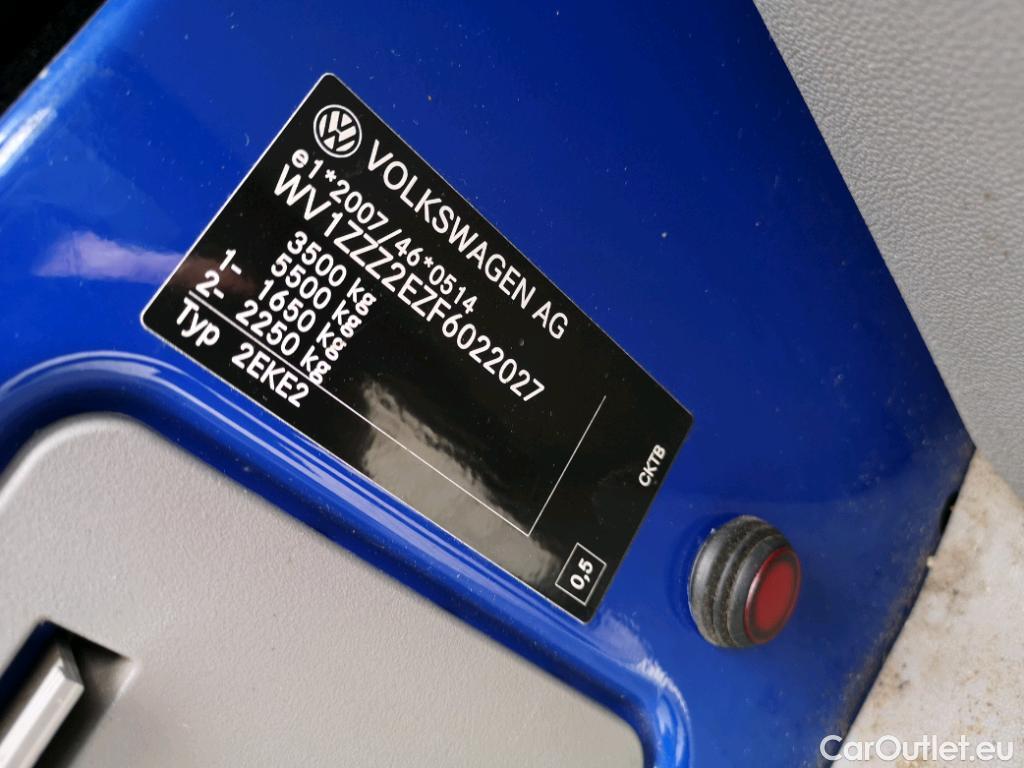 VOLKSWAGEN AG
e1*2007/46*0514
WV1ZZZ2EZF6022027
3500 kg
5500 kg
1- 1650 kg
2- 2250 kg
Typ 2EKE2
CKTB
0,5
CarOutlet.eu